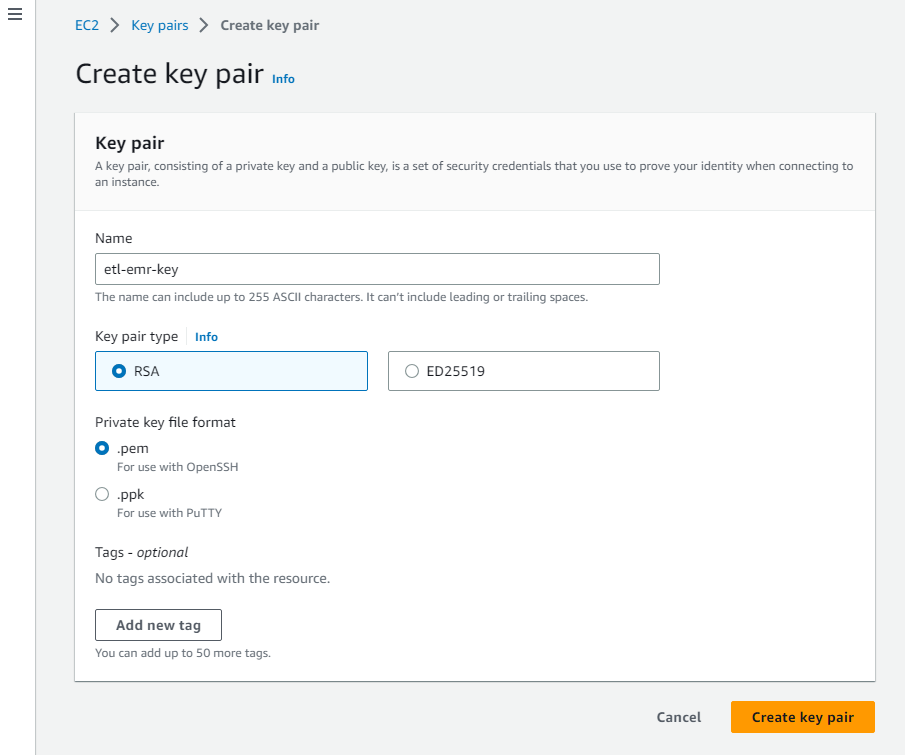 EC2 > Key pairs > Create key pair
Create key pair Info
Key pair
A key pair, consisting of a private key and a public key, is a set of security credentials that you use to prove your identity when connecting to
an instance.
Name
etl-emr-key
The name can include up to 255 ASCII characters. It can’t include leading or trailing spaces.
Key pair type Info
RSA ED25519
Private key file format
.pem
For use with OpenSSH
.ppk
For use with PuTTY
Tags - optional
No tags associated with the resource.
Add new tag
You can add up to 50 more tags.
Cancel Create key pair